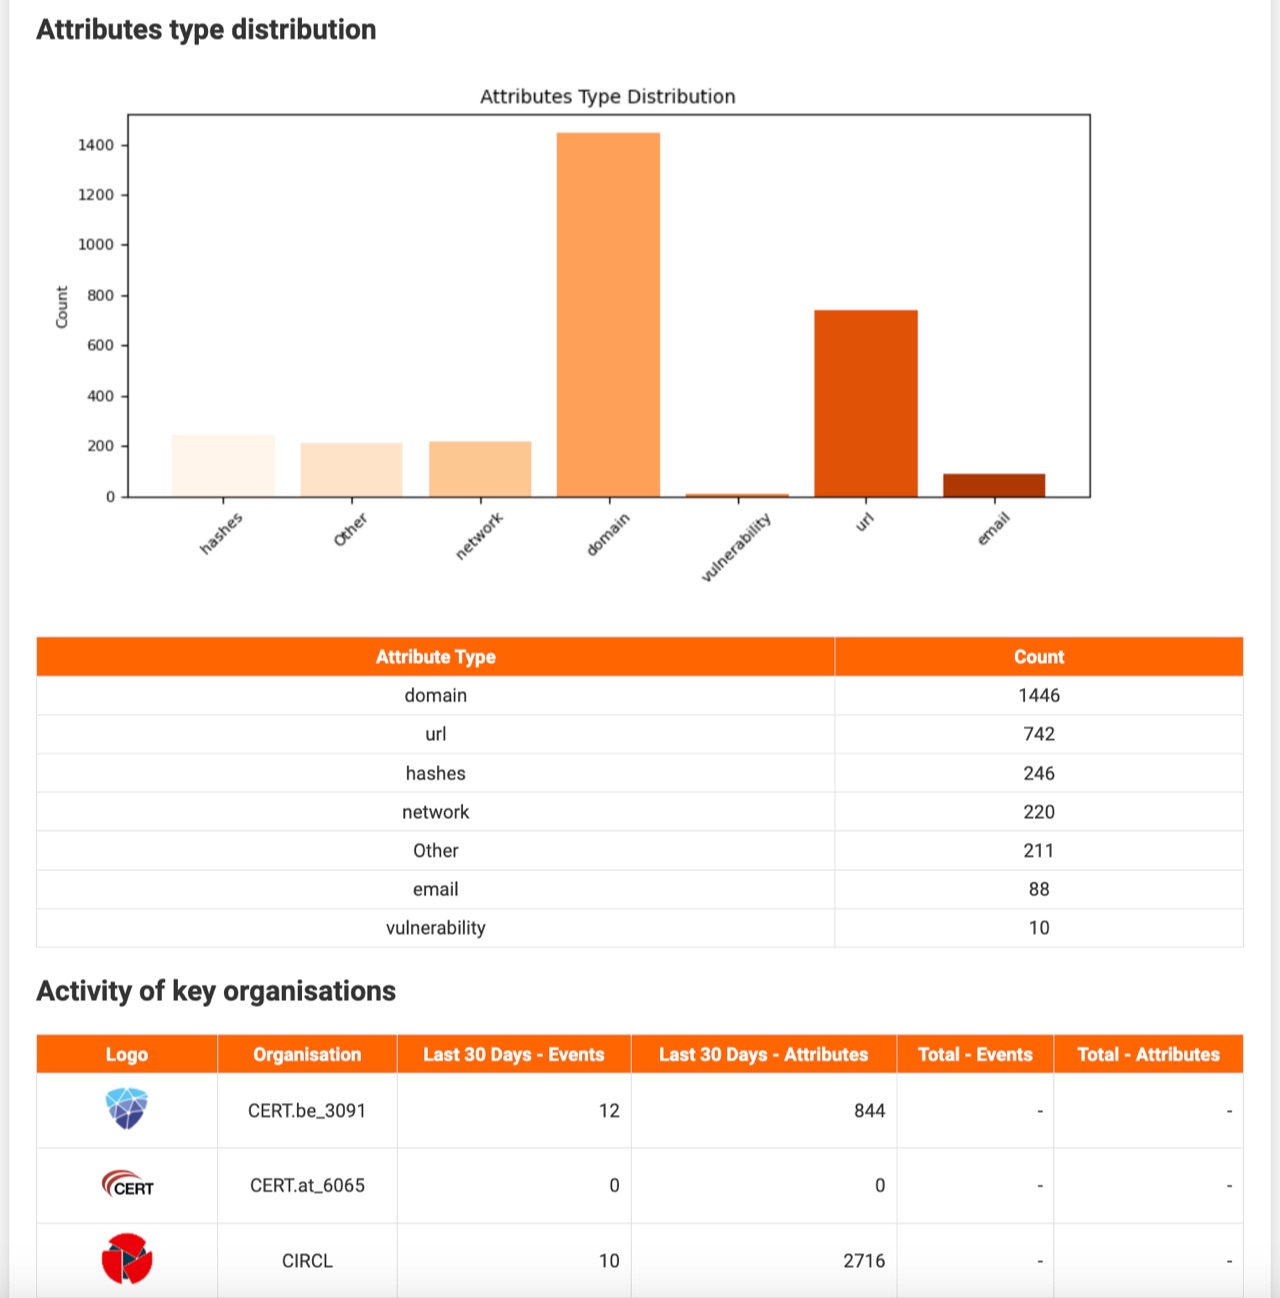 Attributes type distribution
Attributes Type Distribution
1400
1200
1000
800
600
400
200
0
Count
hashes
Other
network
domain
vulnerability
url
email
Attribute Type Count
domain 1446
url 742
hashes 246
network 220
Other 211
email 88
vulnerability 10
Activity of key organisations
Logo Organisation Last 30 Days - Events Last 30 Days - Attributes Total - Events Total - Attributes
CERT.be_3091 12 844 - -
CERT CERT.at_6065 0 0 - -
CIRCL 10 2716 - -